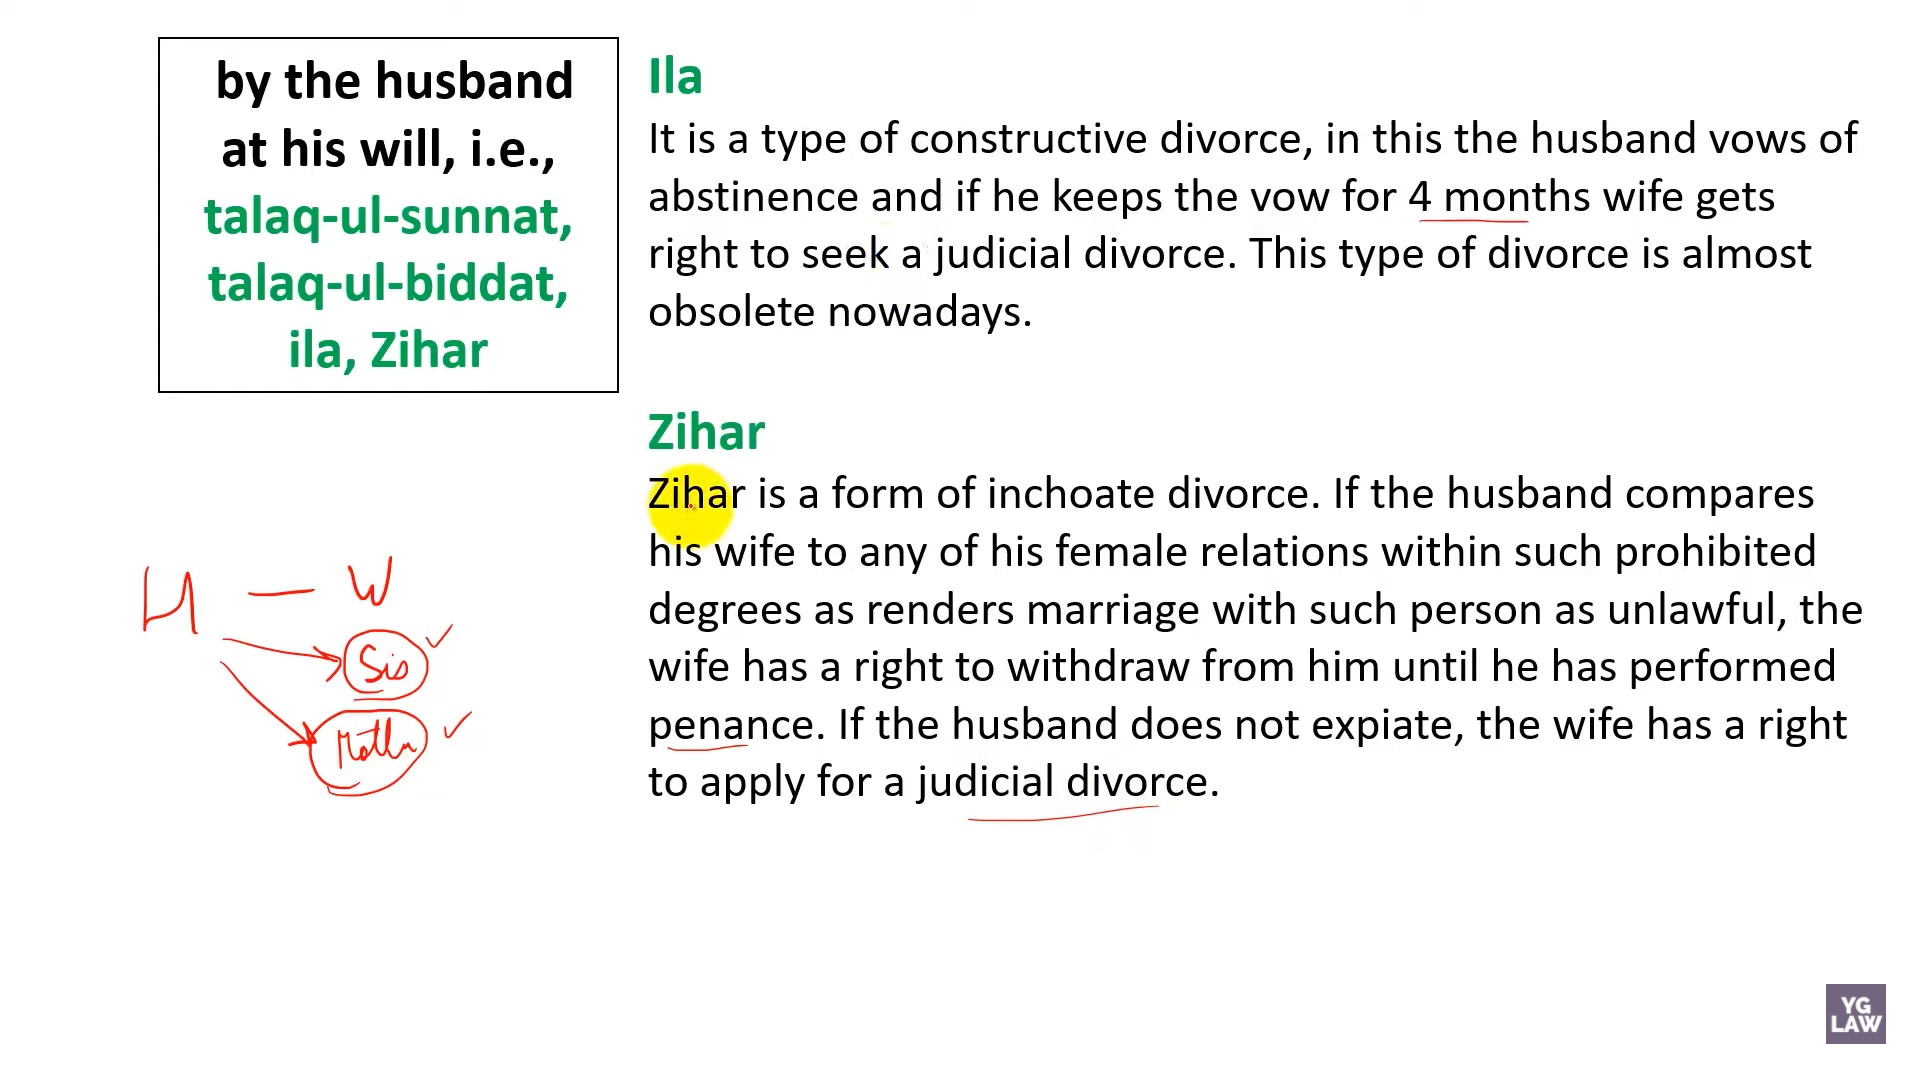 by the husband
at his will, i.e.,
talaq-ul-sunnat,
talaq-ul-biddat,
ila, Zihar
Ila
It is a type of constructive divorce, in this the husband vows of
abstinence and if he keeps the vow for 4 months wife gets
right to seek a judicial divorce. This type of divorce is almost
obsolete nowadays.
Zihar
Zihar is a form of inchoate divorce. If the husband compares
his wife to any of his female relations within such prohibited
degrees as renders marriage with such person as unlawful, the
wife has a right to withdraw from him until he has performed
penance. If the husband does not expiate, the wife has a right
to apply for a judicial divorce.
H — W
Sis
YG
LAW